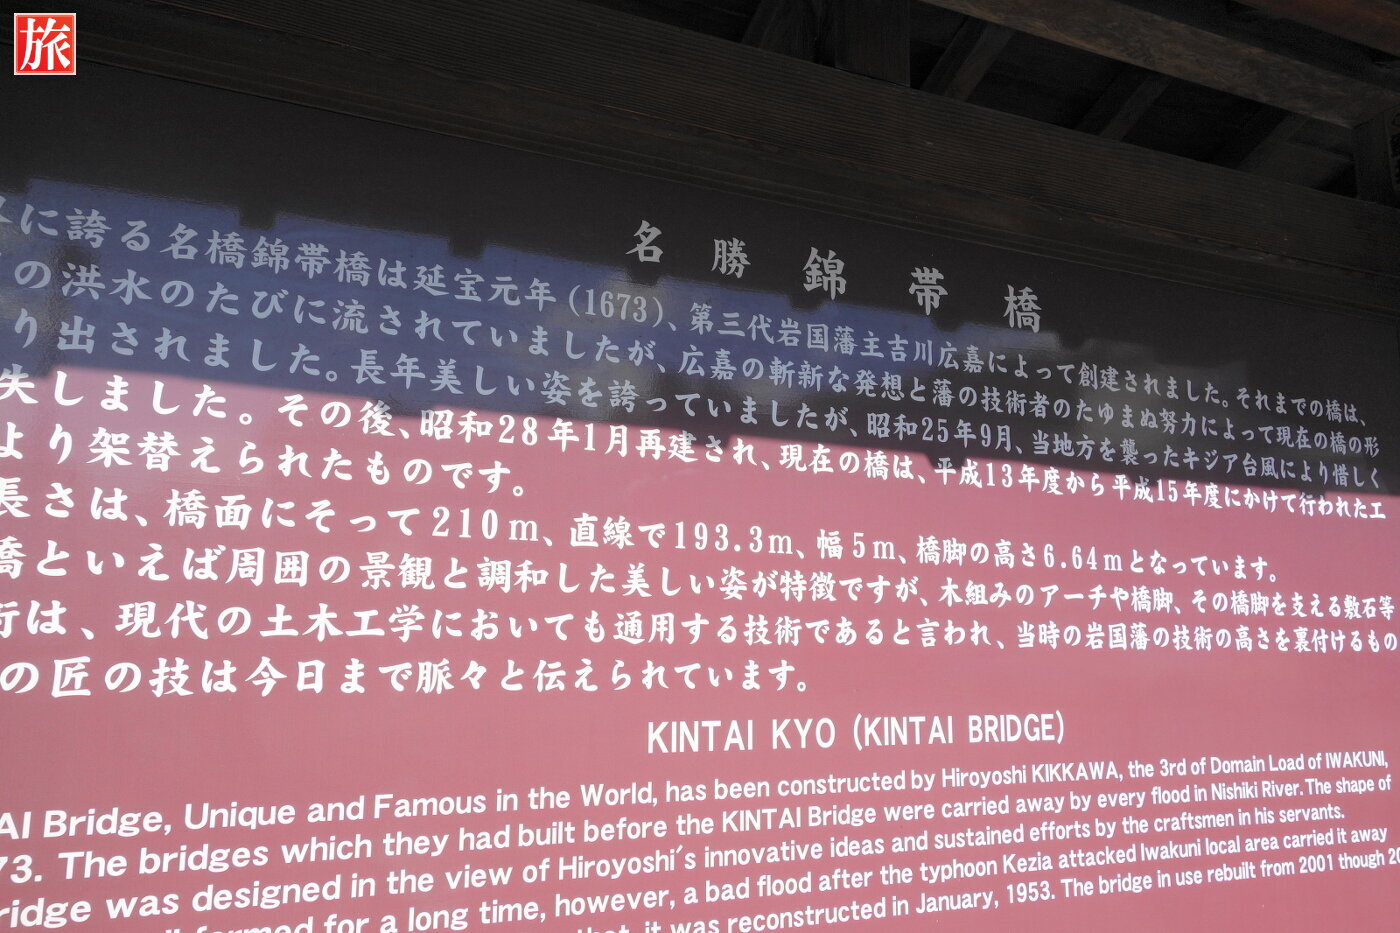 旅
名勝錦帯橋
に誇る名橋錦帯橋は延宝元年(1673)、第三代岩国藩主吉川広嘉によって創建されました。それまでの橋は、
の洪水のたびに流されていましたが、広嘉の斬新な発想と藩の技術者のたゆまぬ努力によって現在の橋の形
り出されました。長年美しい姿を誇っていましたが、昭和25年9月、当地方を襲ったキジア台風により惜しく
失しました。その後、昭和28年1月再建され、現在の橋は、平成13年度から平成15年度にかけて行われた工
より架替えられたものです。
長さは、橋面にそって210m、直線で193.3m、幅5m、橋脚の高さ6.64mとなっています。
橋といえば周囲の景観と調和した美しい姿が特徴ですが、木組みのアーチや橋脚、その橋脚を支える敷石等
術は、現代の土木工学においても通用する技術であると言われ、当時の岩国藩の技術の高さを裏付けるもの
の匠の技は今日まで脈々と伝えられています。
KINTAI KYO (KINTAI BRIDGE)
AI Bridge, Unique and Famous in the World, has been constructed by Hiroyoshi KIKKAWA, the 3rd of Domain Load of IWAKUNI,
73. The bridges which they had built before the KINTAI Bridge were carried away by every flood in Nishiki River. The shape of
ridge was designed in the view of Hiroyoshi's innovative ideas and sustained efforts by the craftsmen in his servants.
formed for a long time, however, a bad flood after the typhoon Kezia attacked Iwakuni local area carried it away
that, it was reconstructed in January, 1953. The bridge in use rebuilt from 2001 though 20